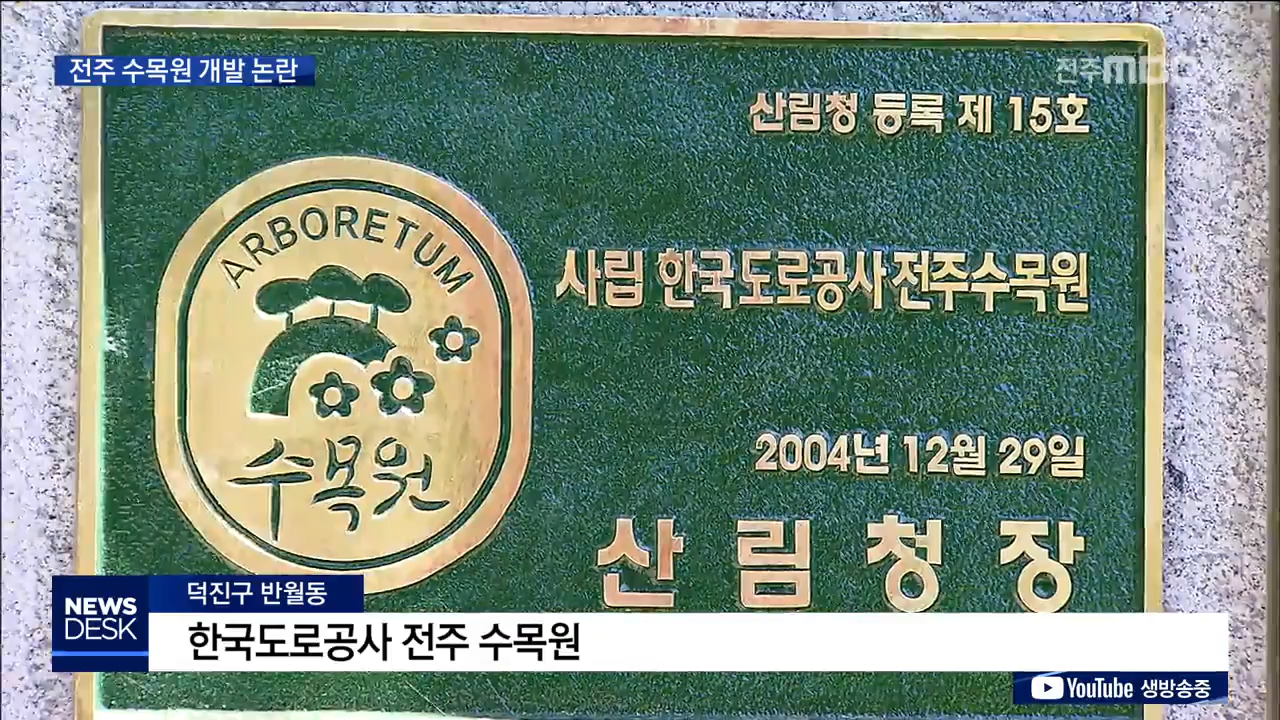 전주 수목원 개발 논란
전주MBC
산림청 등록 제 15호
ARBORETUM
수목원
사립 한국도로공사전주수목원
2004년 12월 29일
산림청장
NEWS
DESK
덕진구 반월동
한국도로공사 전주 수목원
YouTube 생방송중